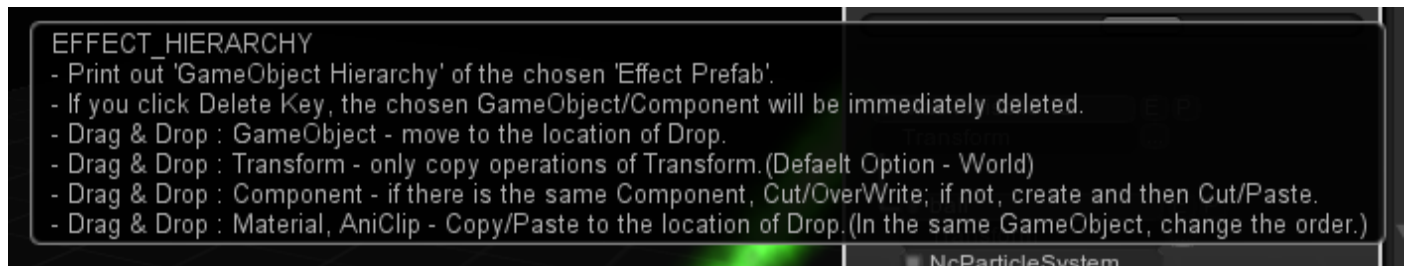 EFFECT_HIERARCHY
- Print out 'GameObject Hierarchy' of the chosen 'Effect Prefab'.
- If you click Delete Key, the chosen GameObject/Component will be immediately deleted.
- Drag & Drop : GameObject - move to the location of Drop.
- Drag & Drop : Transform - only copy operations of Transform.(Defaelt Option - World)
- Drag & Drop : Component - if there is the same Component, Cut/OverWrite; if not, create and then Cut/Paste.
- Drag & Drop : Material, AniClip - Copy/Paste to the location of Drop.(In the same GameObject, change the order.)
E P
Transform
NcParticleSystem